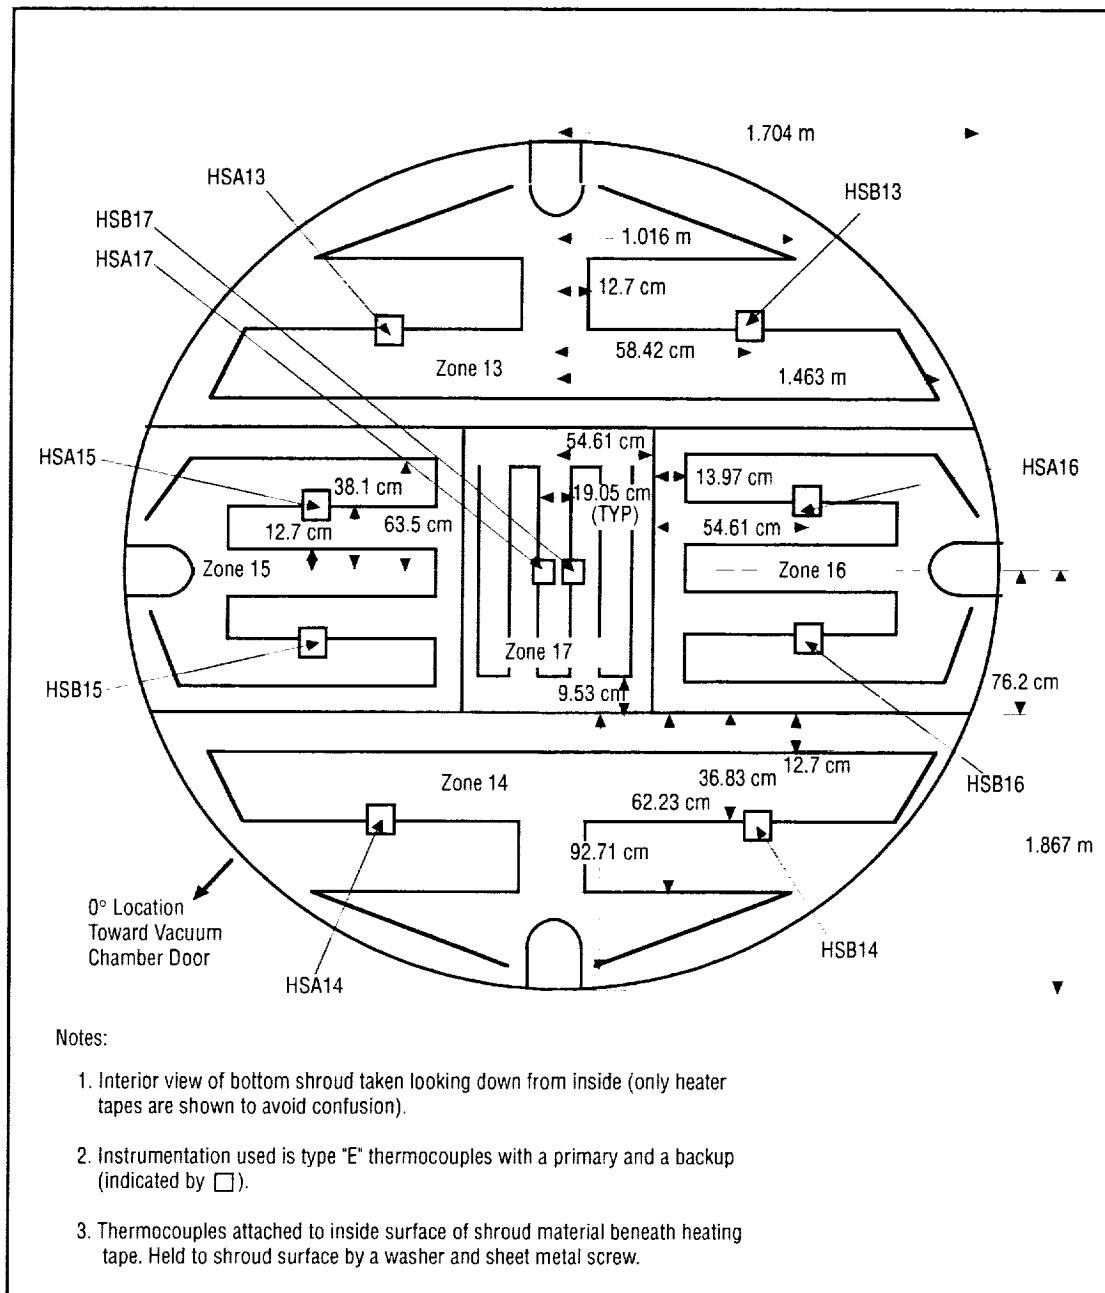 1.704 m
HSA13
HSB13
HSB17
HSA17
1.016 m
12.7 cm
58.42 cm
Zone 13
1.463 m
54.61 cm
HSA15
HSA16
38.1 cm
13.97 cm
19.05 cm
(TYP)
12.7 cm
63.5 cm
54.61 cm
Zone 15
Zone 16
Zone 17
HSB15
9.53 cm
76.2 cm
12.7 cm
Zone 14
36.83 cm
HSB16
62.23 cm
92.71 cm
1.867 m
0° Location
Toward Vacuum
Chamber Door
HSB14
HSA14
Notes:
1. Interior view of bottom shroud taken looking down from inside (only heater
tapes are shown to avoid confusion).
2. Instrumentation used is type "E" thermocouples with a primary and a backup
(indicated by □).
3. Thermocouples attached to inside surface of shroud material beneath heating
tape. Held to shroud surface by a washer and sheet metal screw.